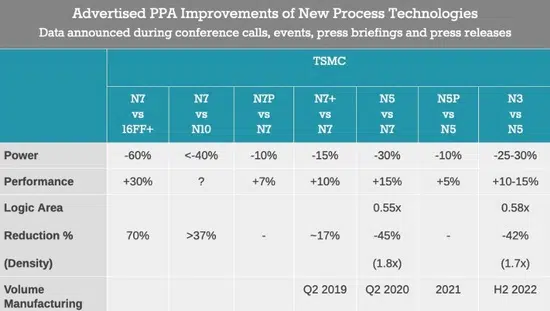 Advertised PPA Improvements of New Process Technologies
Data announced during conference calls, events, press briefings and press releases
TSMC
N7 vs 16FF+ N7 vs N10 N7P vs N7 N7+ vs N7 N5 vs N7 N5P vs N5 N3 vs N5
Power -60% <-40% -10% -15% -30% -10% -25-30%
Performance +30% ? +7% +10% +15% +5% +10-15%
Logic Area 0.55x 0.58x
Reduction % 70% >37% - ~17% -45% - -42%
(Density) (1.8x) (1.7x)
Volume Manufacturing Q2 2019 Q2 2020 2021 H2 2022